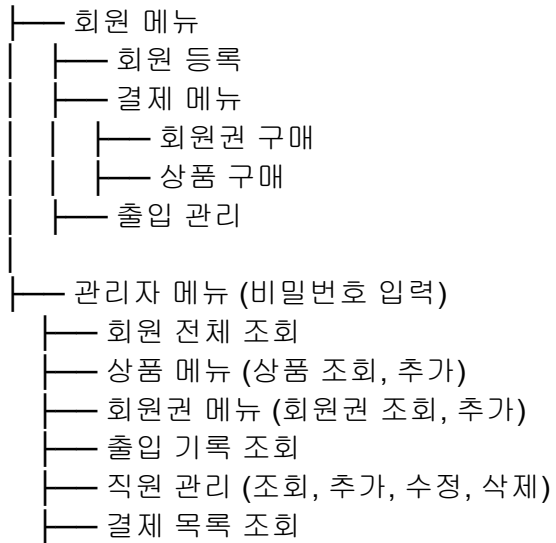 회원 메뉴
회원 등록
결제 메뉴
회원권 구매
상품 구매
출입 관리
관리자 메뉴 (비밀번호 입력)
회원 전체 조회
상품 메뉴 (상품 조회, 추가)
회원권 메뉴 (회원권 조회, 추가)
출입 기록 조회
직원 관리 (조회, 추가, 수정, 삭제)
결제 목록 조회